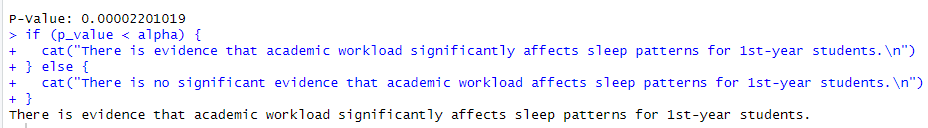 P-Value: 0.00002201019
> if (p_value < alpha) {
+   cat("There is evidence that academic workload significantly affects sleep patterns for 1st-year students.\n")
+ } else {
+   cat("There is no significant evidence that academic workload affects sleep patterns for 1st-year students.\n")
+ }
There is evidence that academic workload significantly affects sleep patterns for 1st-year students.